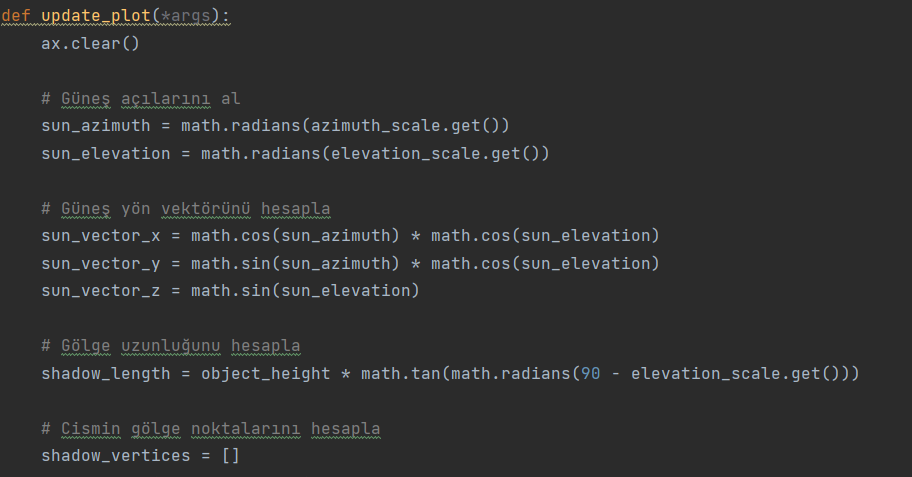 def update_plot(*args):
ax.clear()
# Güneş açılarını al
sun_azimuth = math.radians(azimuth_scale.get())
sun_elevation = math.radians(elevation_scale.get())
# Güneş yön vektörünü hesapla
sun_vector_x = math.cos(sun_azimuth) * math.cos(sun_elevation)
sun_vector_y = math.sin(sun_azimuth) * math.cos(sun_elevation)
sun_vector_z = math.sin(sun_elevation)
# Gölge uzunluğunu hesapla
shadow_length = object_height * math.tan(math.radians(90 - elevation_scale.get()))
# Cismin gölge noktalarını hesapla
shadow_vertices = []